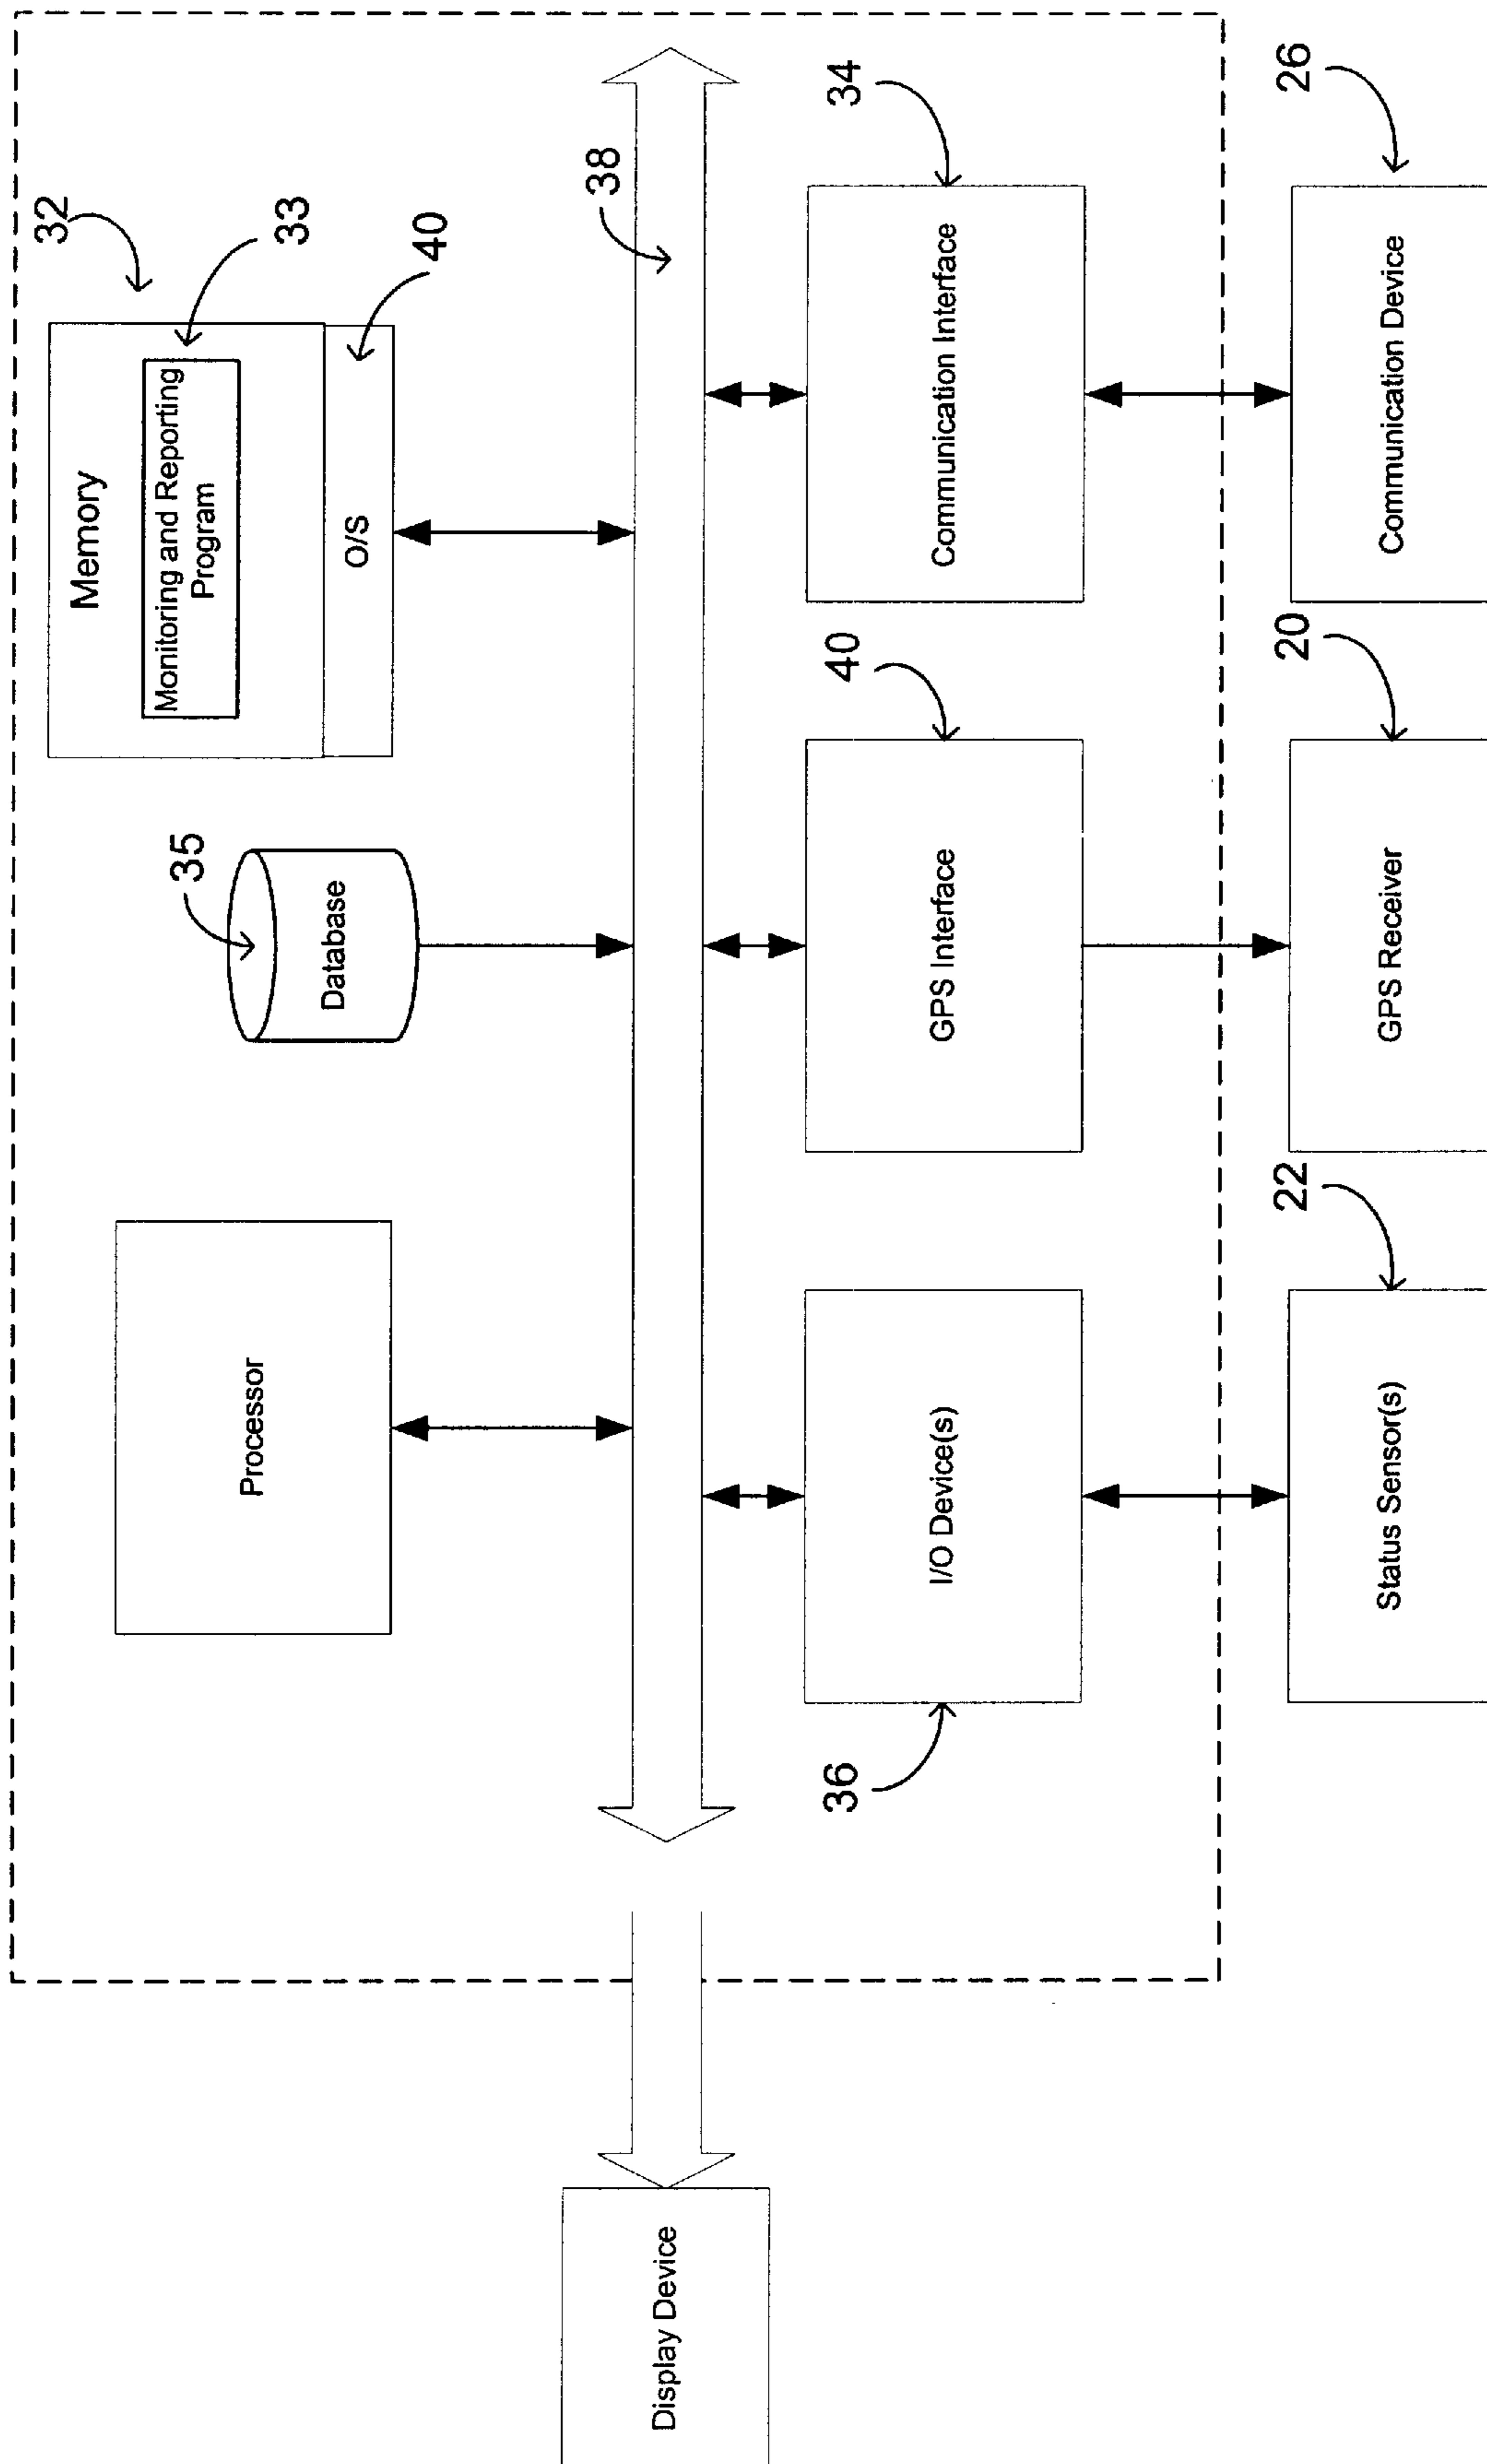 32
Memory
33
Monitoring and Reporting
Program
40
O/S
35
Database
Processor
38
34
Communication Interface
40
GPS Interface
I/O Device(s)
36
26
Communication Device
20
GPS Receiver
22
Status Sensor(s)
Display Device